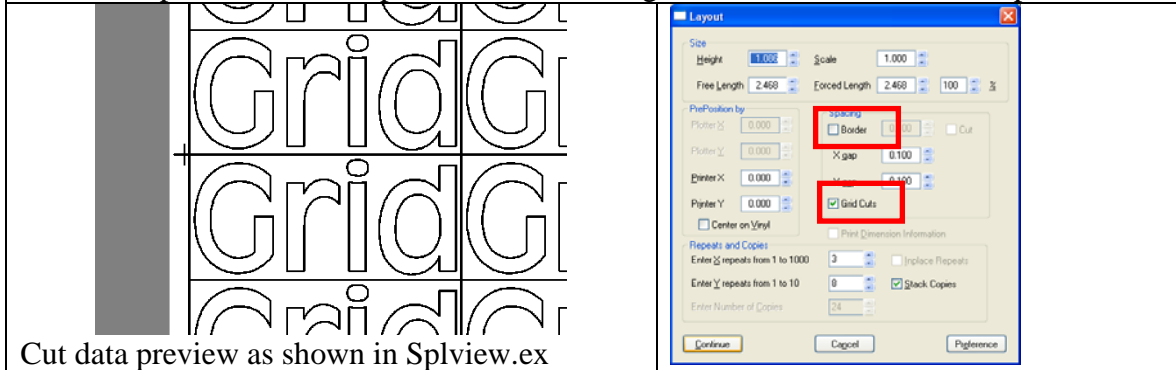 Grid G
Grid G
Grid G
Cut data preview as shown in Splview.ex
Layout
Size
Height 1.086 Scale 1.000
Free Length 2.468 Forced Length 2.468 100 %
PrePosition by
Plotter X 0.000
Plotter Y 0.000
Printer X 0.000
Printer Y 0.000
Center on Vinyl
Spacing
Border Cut
X gap 0.100
0.100
Grid Cuts
Print Dimension Information
Repeats and Copies
Enter X repeats from 1 to 1000 3 Inplace Repeats
Enter Y repeats from 1 to 10 8 Stack Copies
Enter Number of Copies 24
Continue Cancel Preference